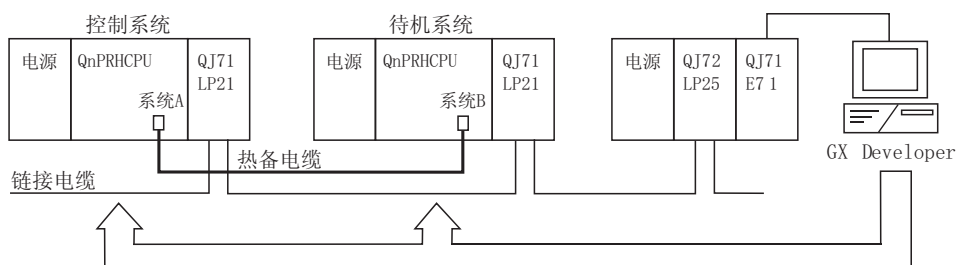 控制系统
待机系统
电源
QnPRHCPU
QJ71
LP21
系统A
电源
QnPRHCPU
QJ71
LP21
系统B
电源
QJ72
LP25
QJ71
E71
GX Developer
热备电缆
链接电缆